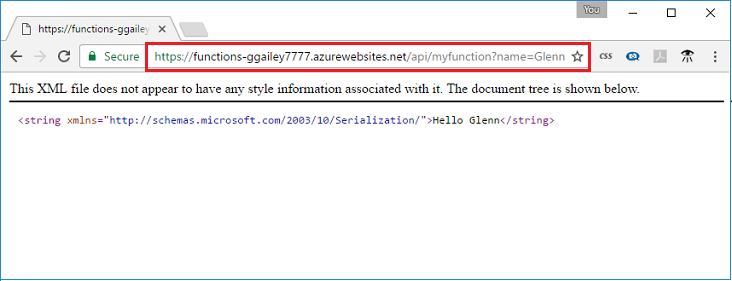 You
https://functions-ggailey
Secure
https://functions-ggailey7777.azurewebsites.net/api/myfunction?name=Glenn
css
This XML file does not appear to have any style information associated with it. The document tree is shown below.
<string xmlns="http://schemas.microsoft.com/2003/10/Serialization/">Hello Glenn</string>